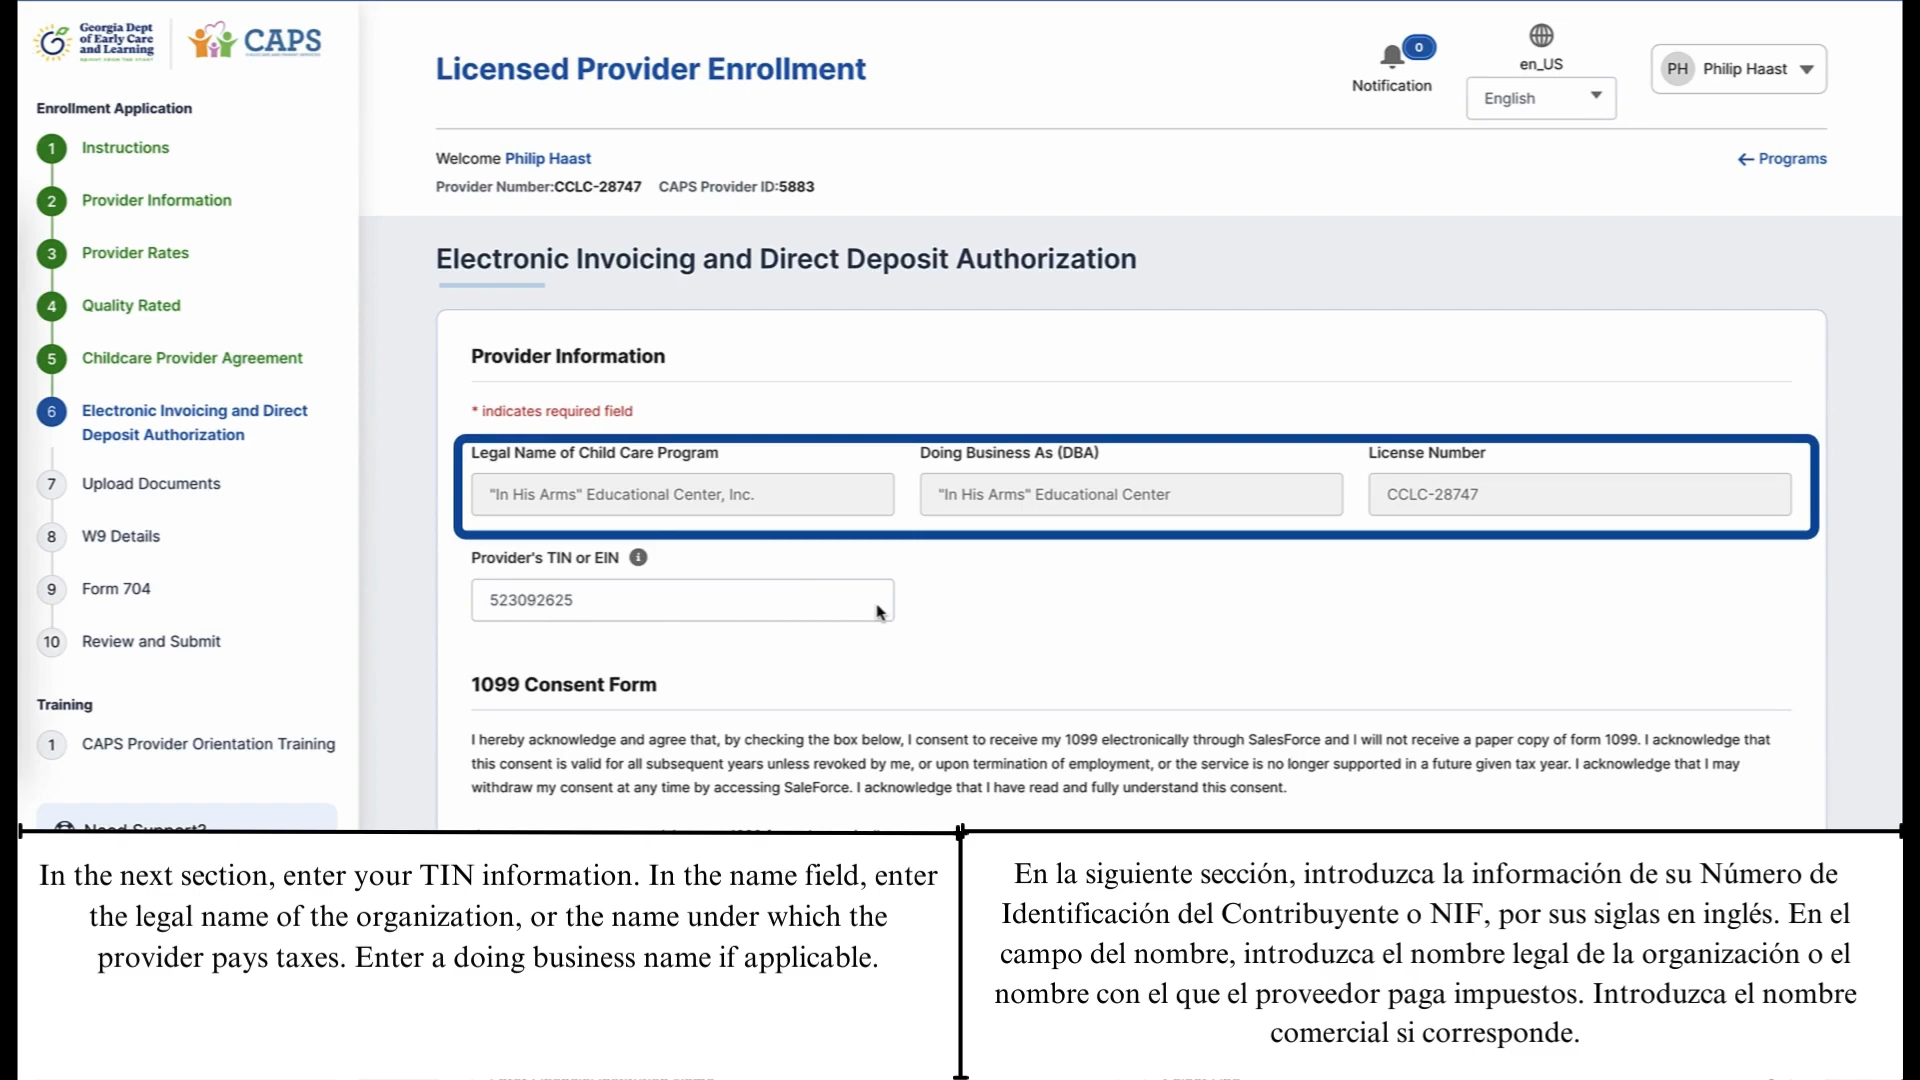 Georgia Dept
of Early Care
and Learning
CAPS
Enrollment Application
1 Instructions
2 Provider Information
3 Provider Rates
4 Quality Rated
5 Childcare Provider Agreement
6 Electronic Invoicing and Direct
Deposit Authorization
7 Upload Documents
8 W9 Details
9 Form 704
10 Review and Submit
Training
1 CAPS Provider Orientation Training
Need Support?
Licensed Provider Enrollment
0
Notification
en_US
English
PH Philip Haast
Welcome Philip Haast
← Programs
Provider Number:CCLC-28747 CAPS Provider ID:5883
Electronic Invoicing and Direct Deposit Authorization
Provider Information
* indicates required field
Legal Name of Child Care Program Doing Business As (DBA) License Number
"In His Arms" Educational Center, Inc. "In His Arms" Educational Center CCLC-28747
Provider's TIN or EIN
523092625
1099 Consent Form
I hereby acknowledge and agree that, by checking the box below, I consent to receive my 1099 electronically through SalesForce and I will not receive a paper copy of form 1099. I acknowledge that
this consent is valid for all subsequent years unless revoked by me, or upon termination of employment, or the service is no longer supported in a future given tax year. I acknowledge that I may
withdraw my consent at any time by accessing SaleForce. I acknowledge that I have read and fully understand this consent.
In the next section, enter your TIN information. In the name field, enter
the legal name of the organization, or the name under which the
provider pays taxes. Enter a doing business name if applicable.
En la siguiente sección, introduzca la información de su Número de
Identificación del Contribuyente o NIF, por sus siglas en inglés. En el
campo del nombre, introduzca el nombre legal de la organización o el
nombre con el que el proveedor paga impuestos. Introduzca el nombre
comercial si corresponde.